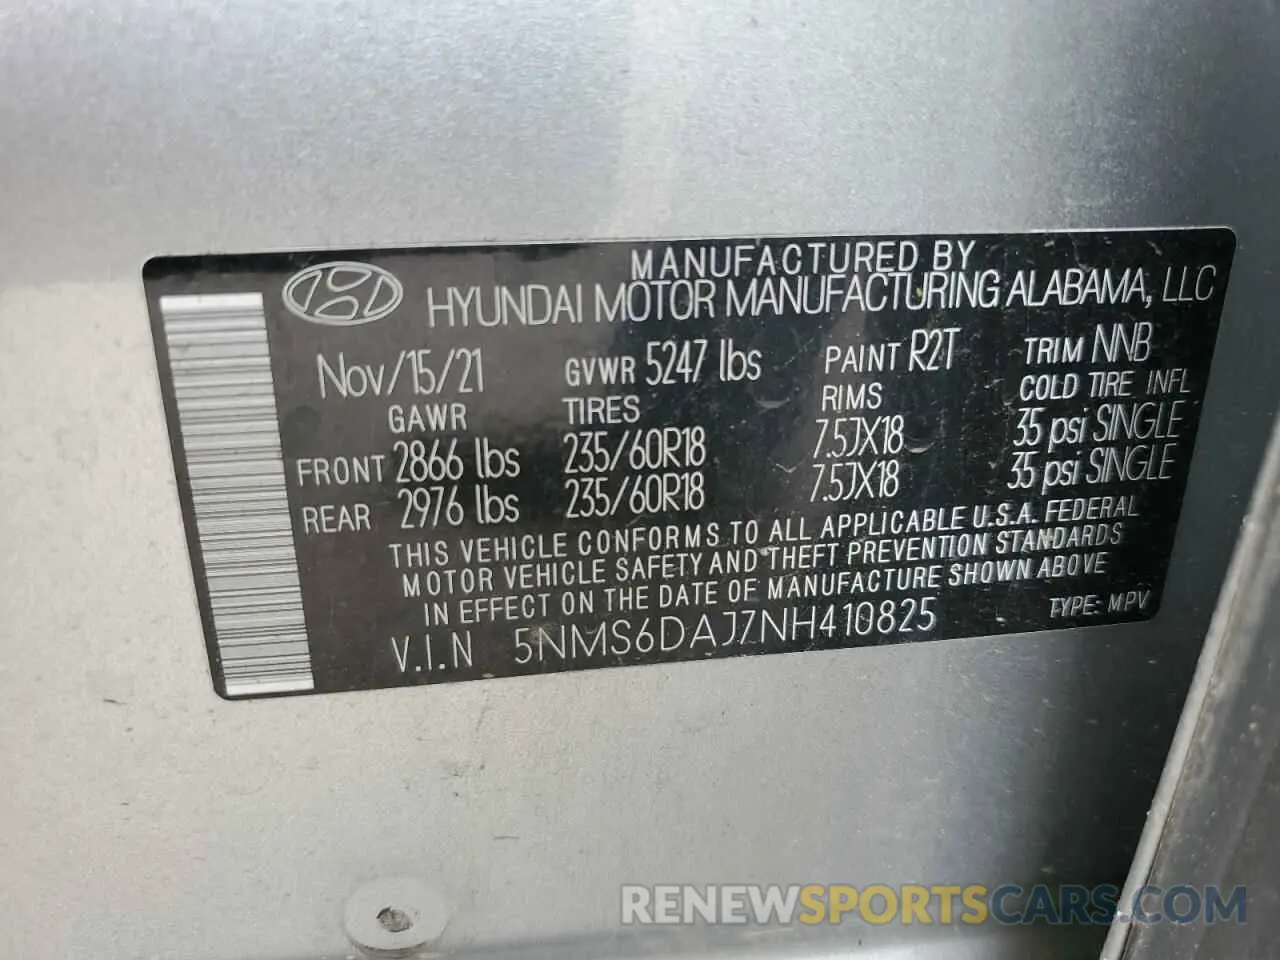 MANUFACTURED BY
HYUNDAI MOTOR MANUFACTURING ALABAMA, LLC
Nov/15/21 GVWR 5247 lbs PAINT R2T TRIM NNB
GAWR TIRES RIMS COLD TIRE INFL
FRONT 2866 lbs 235/60R18 7.5JX18 35 psi SINGLE
REAR 2976 lbs 235/60R18 7.5JX18 35 psi SINGLE
THIS VEHICLE CONFORMS TO ALL APPLICABLE U.S.A. FEDERAL
MOTOR VEHICLE SAFETY AND THEFT PREVENTION STANDARDS
IN EFFECT ON THE DATE OF MANUFACTURE SHOWN ABOVE
V.I.N 5NMS6DAJ7NH410825 TYPE: MPV
RENEWSPORTSCARS.COM